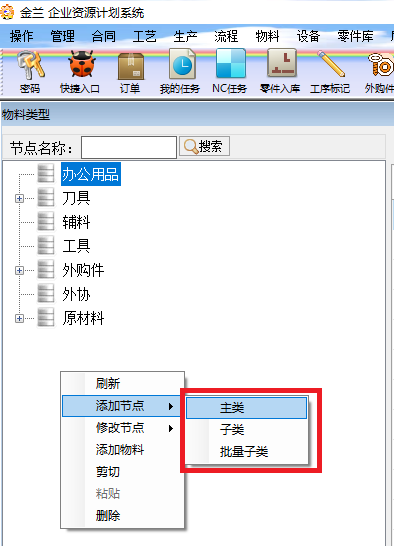 金兰 企业资源计划系统
操作 管理 合同 工艺 生产 流程 物料 设备 零件库
密码 快捷入口 订单 我的任务 NC任务 零件入库 工序标记 外购件
物料类型
节点名称: 搜索
办公用品
刀具
辅料
工具
外购件
外协
原材料
刷新
添加节点 主类
修改节点 子类
添加物料 批量子类
剪切
粘贴
删除